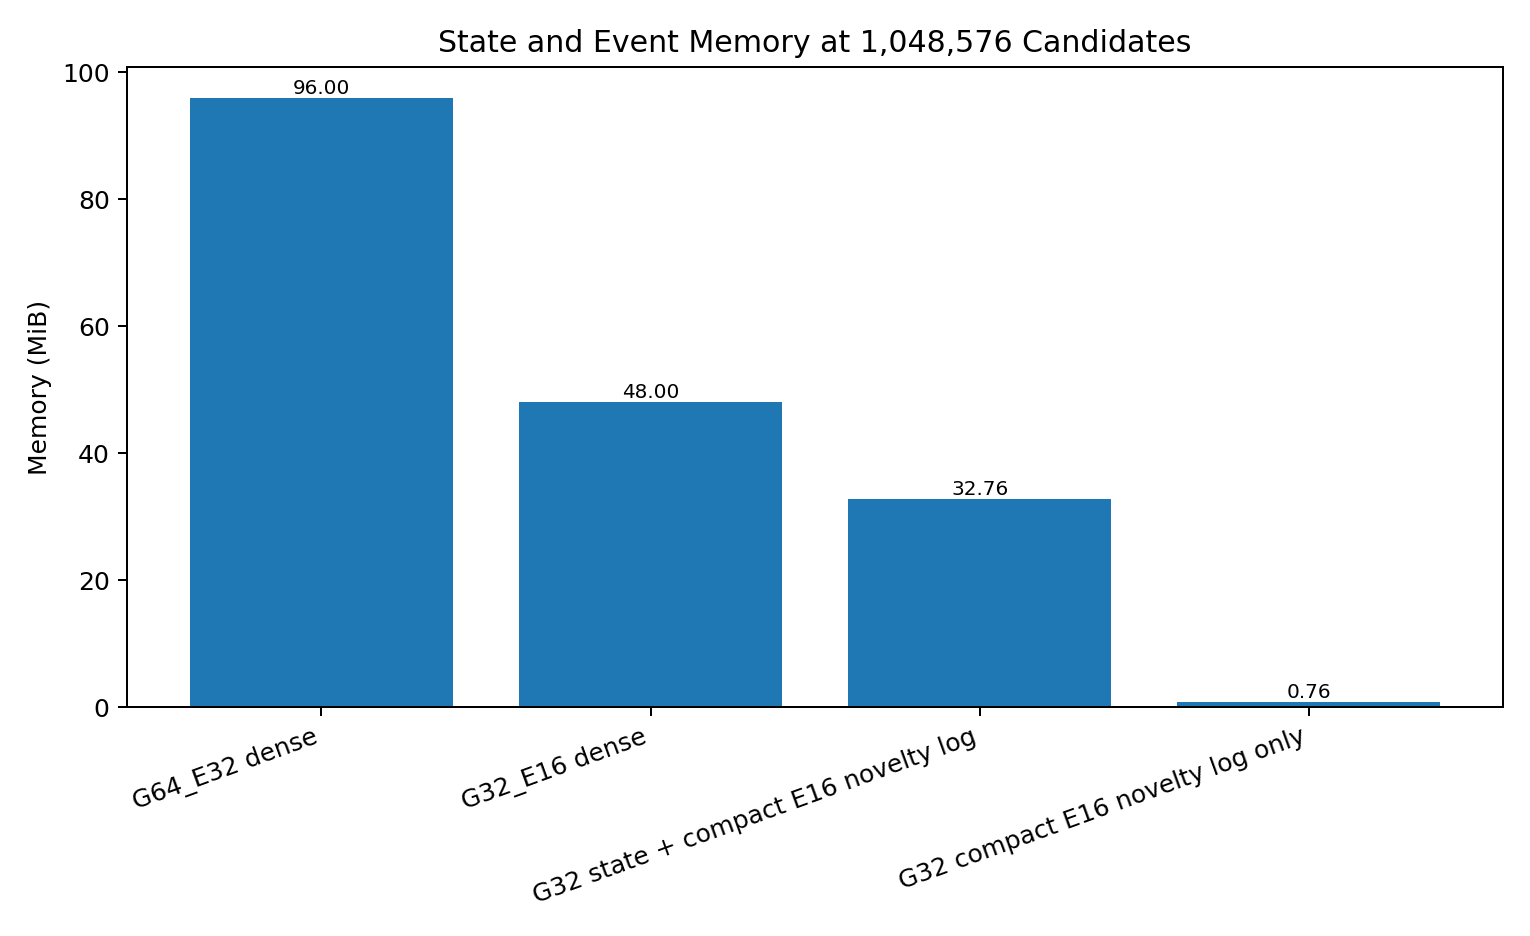 State and Event Memory at 1,048,576 Candidates
Memory (MiB)
100
80
60
40
20
0
96.00
48.00
32.76
0.76
G64_E32 dense
G32_E16 dense
G32 state + compact E16 novelty log
G32 compact E16 novelty log only